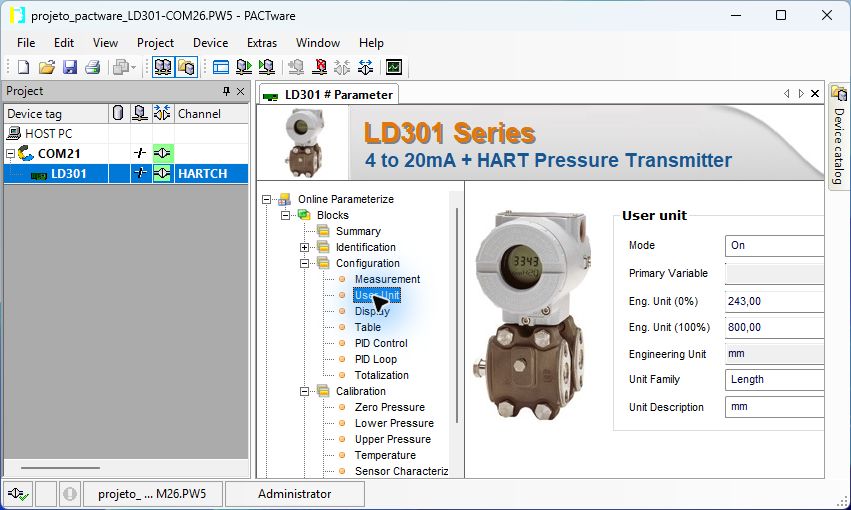 projeto_pactware_LD301-COM26.PW5 - PACTware
File Edit View Project Device Extras Window Help
Project
Device tag Channel
HOST PC
COM21
LD301 HARTCH
LD301 # Parameter
LD301 Series
4 to 20mA + HART Pressure Transmitter
Online Parameterize
Blocks
Summary
Identification
Configuration
Measurement
User Unit
Display
Table
PID Control
PID Loop
Totalization
Calibration
Zero Pressure
Lower Pressure
Upper Pressure
Temperature
Sensor Characteriz
3343
User unit
Mode On
Primary Variable
Eng. Unit (0%) 243,00
Eng. Unit (100%) 800,00
Engineering Unit mm
Unit Family Length
Unit Description mm
Device catalog
projeto_ ... M26.PW5 Administrator